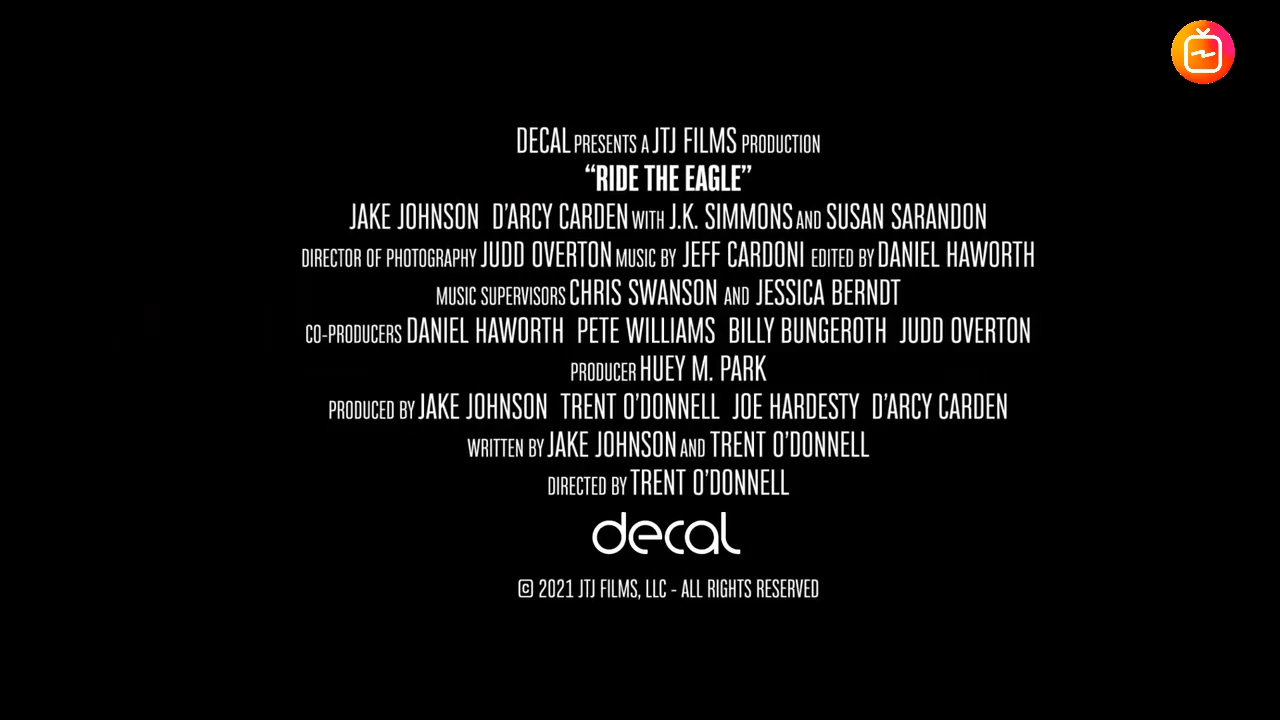 DECAL PRESENTS A JTJ FILMS PRODUCTION
“RIDE THE EAGLE”
JAKE JOHNSON D’ARCY CARDEN WITH J.K. SIMMONS AND SUSAN SARANDON
DIRECTOR OF PHOTOGRAPHY JUDD OVERTON MUSIC BY JEFF CARDONI EDITED BY DANIEL HAWORTH
MUSIC SUPERVISORS CHRIS SWANSON AND JESSICA BERNDT
CO-PRODUCERS DANIEL HAWORTH PETE WILLIAMS BILLY BUNGEROTH JUDD OVERTON
PRODUCER HUEY M. PARK
PRODUCED BY JAKE JOHNSON TRENT O’DONNELL JOE HARDESTY D’ARCY CARDEN
WRITTEN BY JAKE JOHNSON AND TRENT O’DONNELL
DIRECTED BY TRENT O’DONNELL
decal
© 2021 JTJ FILMS, LLC - ALL RIGHTS RESERVED